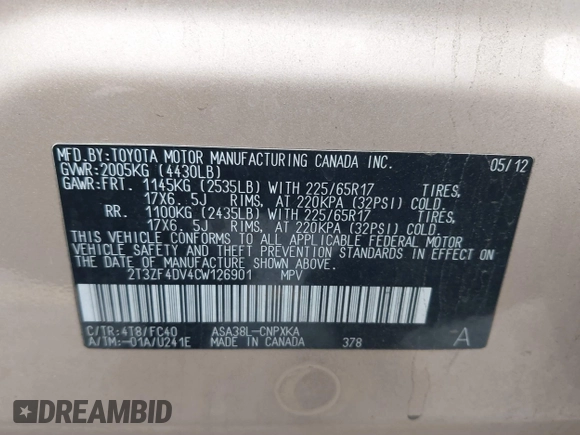 MFD.BY:TOYOTA MOTOR MANUFACTURING CANADA INC. 05/12
GVWR:2005KG (4430LB)
GAWR:FRT. 1145KG (2535LB) WITH 225/65R17 TIRES,
17X6. 5J RIMS, AT 220KPA (32PSI) COLD.
RR. 1100KG (2435LB) WITH 225/65R17 TIRES,
17X6. 5J RIMS, AT 220KPA (32PSI) COLD.
THIS VEHICLE CONFORMS TO ALL APPLICABLE FEDERAL MOTOR
VEHICLE SAFETY AND THEFT PREVENTION STANDARDS IN EFFECT ON
THE DATE OF MANUFACTURE SHOWN ABOVE.
2T3ZF4DV4CW126901 MPV
C/TR:4T8/FC40 ASA38L-CNPXKA
A/TM:-01A/U241E MADE IN CANADA 378 A
DREAMBID